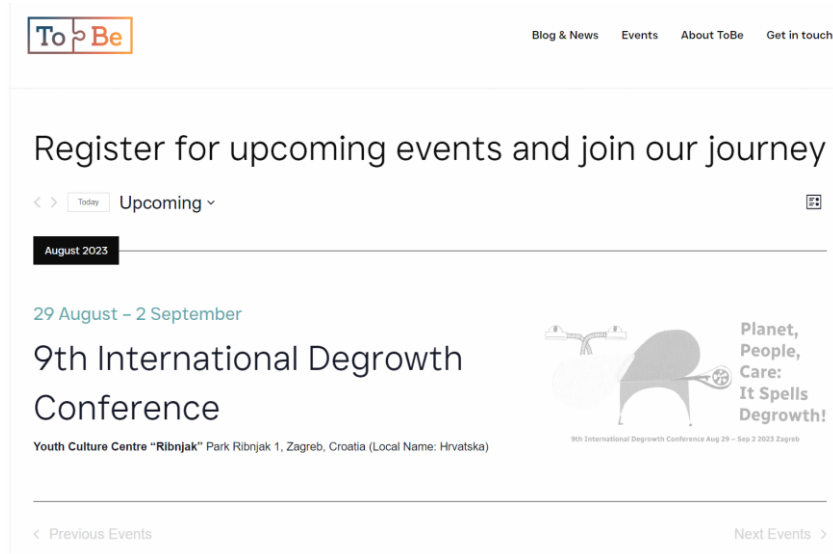 To Be
Blog & News Events About ToBe Get in touch
Register for upcoming events and join our journey
Today Upcoming
August 2023
29 August – 2 September
9th International Degrowth
Conference
Youth Culture Centre “Ribnjak” Park Ribnjak 1, Zagreb, Croatia (Local Name: Hrvatska)
Planet,
People,
Care:
It Spells
Degrowth!
9th International Degrowth Conference Aug 29 – Sep 2 2023 Zagreb
Previous Events Next Events